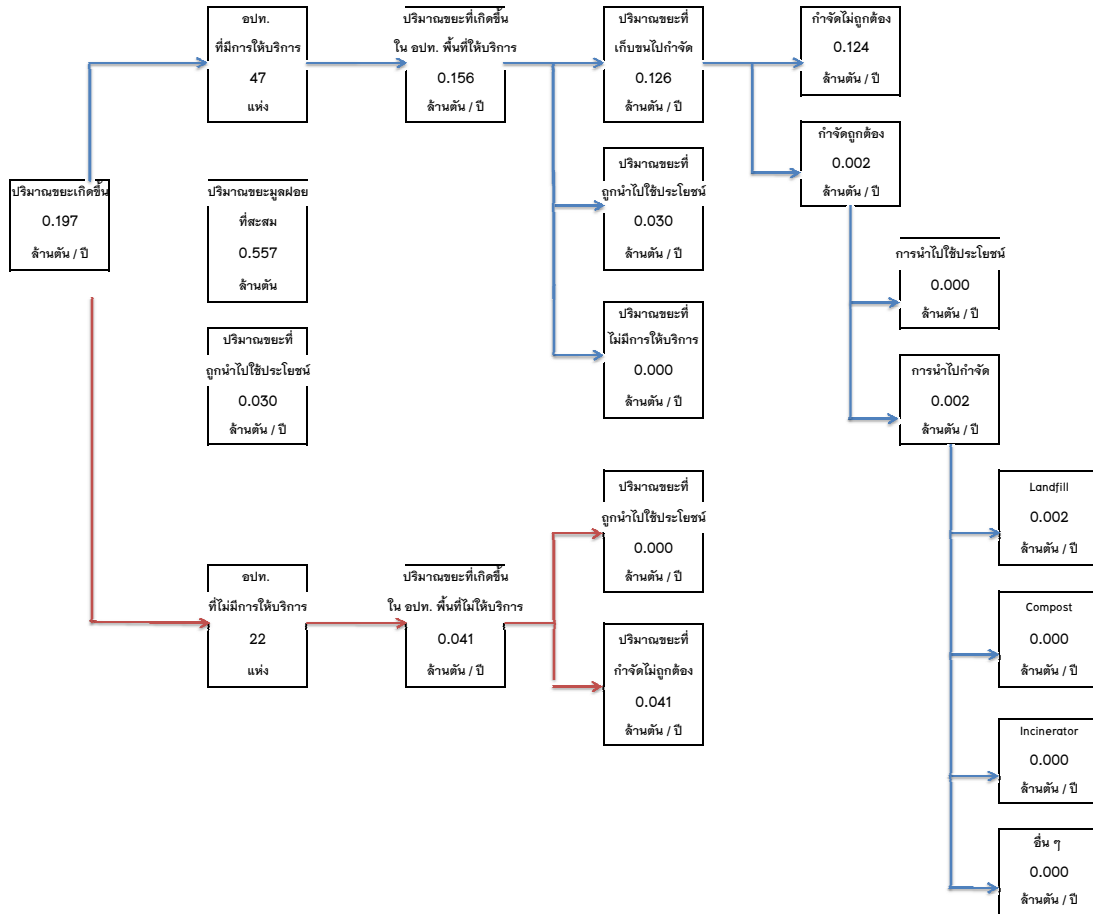 อปท.
ที่มีการให้บริการ
47
แห่ง
ปริมาณขยะที่เกิดขึ้น
ใน อปท. พื้นที่ให้บริการ
0.156
ล้านตัน / ปี
ปริมาณขยะที่
เก็บขนไปกำจัด
0.126
ล้านตัน / ปี
กำจัดไม่ถูกต้อง
0.124
ล้านตัน / ปี
กำจัดถูกต้อง
0.002
ล้านตัน / ปี
ปริมาณขยะเกิดขึ้น
0.197
ล้านตัน / ปี
ปริมาณขยะมูลฝอย
ที่สะสม
0.557
ล้านตัน
ปริมาณขยะที่
ถูกนำไปใช้ประโยชน์
0.030
ล้านตัน / ปี
การนำไปใช้ประโยชน์
0.000
ล้านตัน / ปี
ปริมาณขยะที่
ไม่มีการให้บริการ
0.000
ล้านตัน / ปี
ปริมาณขยะที่
ถูกนำไปใช้ประโยชน์
0.030
ล้านตัน / ปี
การนำไปกำจัด
0.002
ล้านตัน / ปี
ปริมาณขยะที่
ถูกนำไปใช้ประโยชน์
0.000
ล้านตัน / ปี
Landfill
0.002
ล้านตัน / ปี
อปท.
ที่ไม่มีการให้บริการ
22
แห่ง
ปริมาณขยะที่เกิดขึ้น
ใน อปท. พื้นที่ไม่ให้บริการ
0.041
ล้านตัน / ปี
ปริมาณขยะที่
กำจัดไม่ถูกต้อง
0.041
ล้านตัน / ปี
Compost
0.000
ล้านตัน / ปี
Incinerator
0.000
ล้านตัน / ปี
อื่น ๆ
0.000
ล้านตัน / ปี